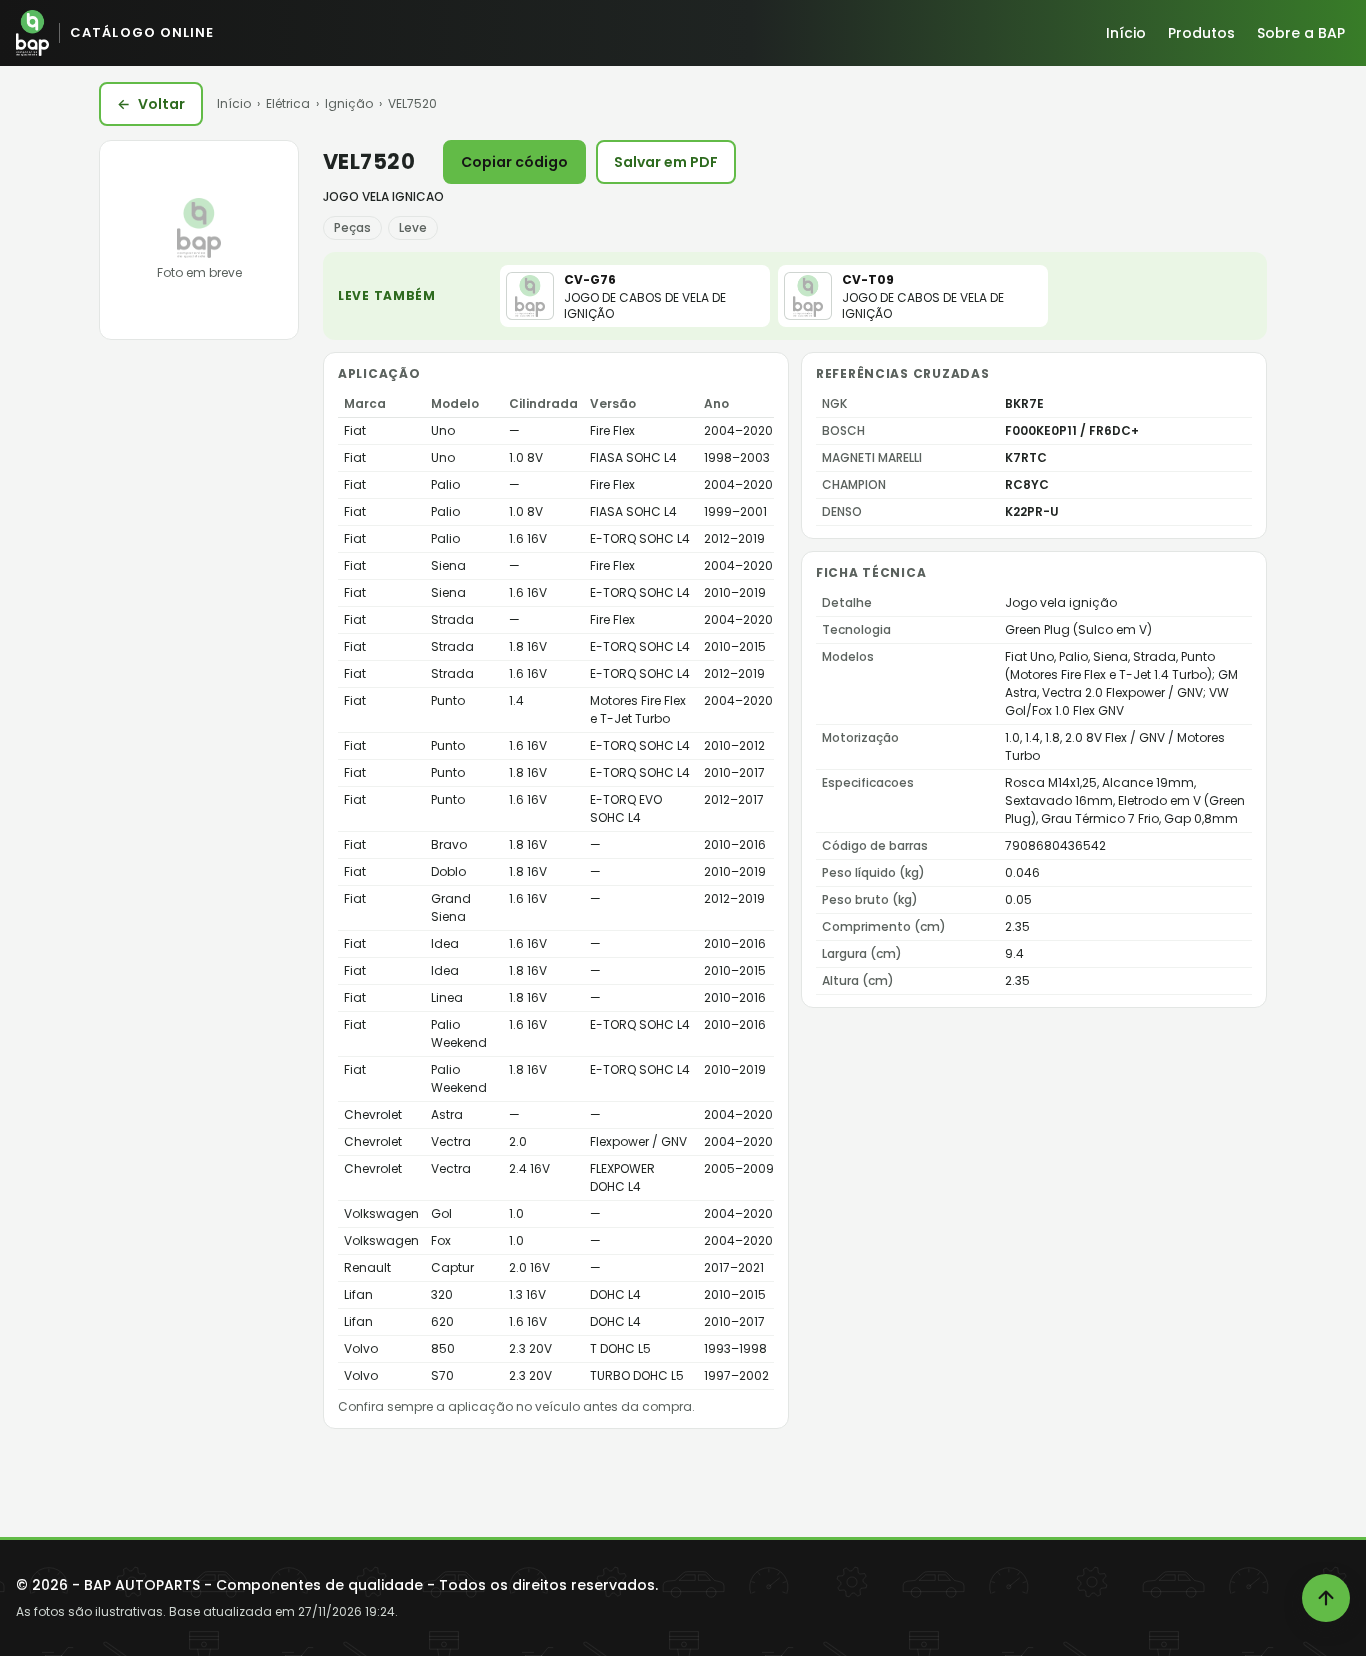 bap
CATÁLOGO ONLINE
Início Produtos Sobre a BAP
← Voltar
Início › Elétrica › Ignição › VEL7520
bap
Foto em breve
VEL7520
Copiar código
Salvar em PDF
JOGO VELA IGNICAO
Peças Leve
LEVE TAMBÉM
bap
CV-G76
JOGO DE CABOS DE VELA DE
IGNIÇÃO
bap
CV-T09
JOGO DE CABOS DE VELA DE
IGNIÇÃO
APLICAÇÃO
Marca Modelo Cilindrada Versão Ano
Fiat Uno — Fire Flex 2004–2020
Fiat Uno 1.0 8V FIASA SOHC L4 1998–2003
Fiat Palio — Fire Flex 2004–2020
Fiat Palio 1.0 8V FIASA SOHC L4 1999–2001
Fiat Palio 1.6 16V E-TORQ SOHC L4 2012–2019
Fiat Siena — Fire Flex 2004–2020
Fiat Siena 1.6 16V E-TORQ SOHC L4 2010–2019
Fiat Strada — Fire Flex 2004–2020
Fiat Strada 1.8 16V E-TORQ SOHC L4 2010–2015
Fiat Strada 1.6 16V E-TORQ SOHC L4 2012–2019
Fiat Punto 1.4 Motores Fire Flex 2004–2020
e T-Jet Turbo
Fiat Punto 1.6 16V E-TORQ SOHC L4 2010–2012
Fiat Punto 1.8 16V E-TORQ SOHC L4 2010–2017
Fiat Punto 1.6 16V E-TORQ EVO 2012–2017
SOHC L4
Fiat Bravo 1.8 16V — 2010–2016
Fiat Doblo 1.8 16V — 2010–2019
Fiat Grand 1.6 16V — 2012–2019
Siena
Fiat Idea 1.6 16V — 2010–2016
Fiat Idea 1.8 16V — 2010–2015
Fiat Linea 1.8 16V — 2010–2016
Fiat Palio 1.6 16V E-TORQ SOHC L4 2010–2016
Weekend
Fiat Palio 1.8 16V E-TORQ SOHC L4 2010–2019
Weekend
Chevrolet Astra — — 2004–2020
Chevrolet Vectra 2.0 Flexpower / GNV 2004–2020
Chevrolet Vectra 2.4 16V FLEXPOWER 2005–2009
DOHC L4
Volkswagen Gol 1.0 — 2004–2020
Volkswagen Fox 1.0 — 2004–2020
Renault Captur 2.0 16V — 2017–2021
Lifan 320 1.3 16V DOHC L4 2010–2015
Lifan 620 1.6 16V DOHC L4 2010–2017
Volvo 850 2.3 20V T DOHC L5 1993–1998
Volvo S70 2.3 20V TURBO DOHC L5 1997–2002
Confira sempre a aplicação no veículo antes da compra.
REFERÊNCIAS CRUZADAS
NGK BKR7E
BOSCH F000KE0P11 / FR6DC+
MAGNETI MARELLI K7RTC
CHAMPION RC8YC
DENSO K22PR-U
FICHA TÉCNICA
Detalhe Jogo vela ignição
Tecnologia Green Plug (Sulco em V)
Modelos Fiat Uno, Palio, Siena, Strada, Punto
(Motores Fire Flex e T-Jet 1.4 Turbo); GM
Astra, Vectra 2.0 Flexpower / GNV; VW
Gol/Fox 1.0 Flex GNV
Motorização 1.0, 1.4, 1.8, 2.0 8V Flex / GNV / Motores
Turbo
Especificacoes Rosca M14x1,25, Alcance 19mm,
Sextavado 16mm, Eletrodo em V (Green
Plug), Grau Térmico 7 Frio, Gap 0,8mm
Código de barras 7908680436542
Peso líquido (kg) 0.046
Peso bruto (kg) 0.05
Comprimento (cm) 2.35
Largura (cm) 9.4
Altura (cm) 2.35
© 2026 - BAP AUTOPARTS - Componentes de qualidade - Todos os direitos reservados.
As fotos são ilustrativas. Base atualizada em 27/11/2026 19:24.